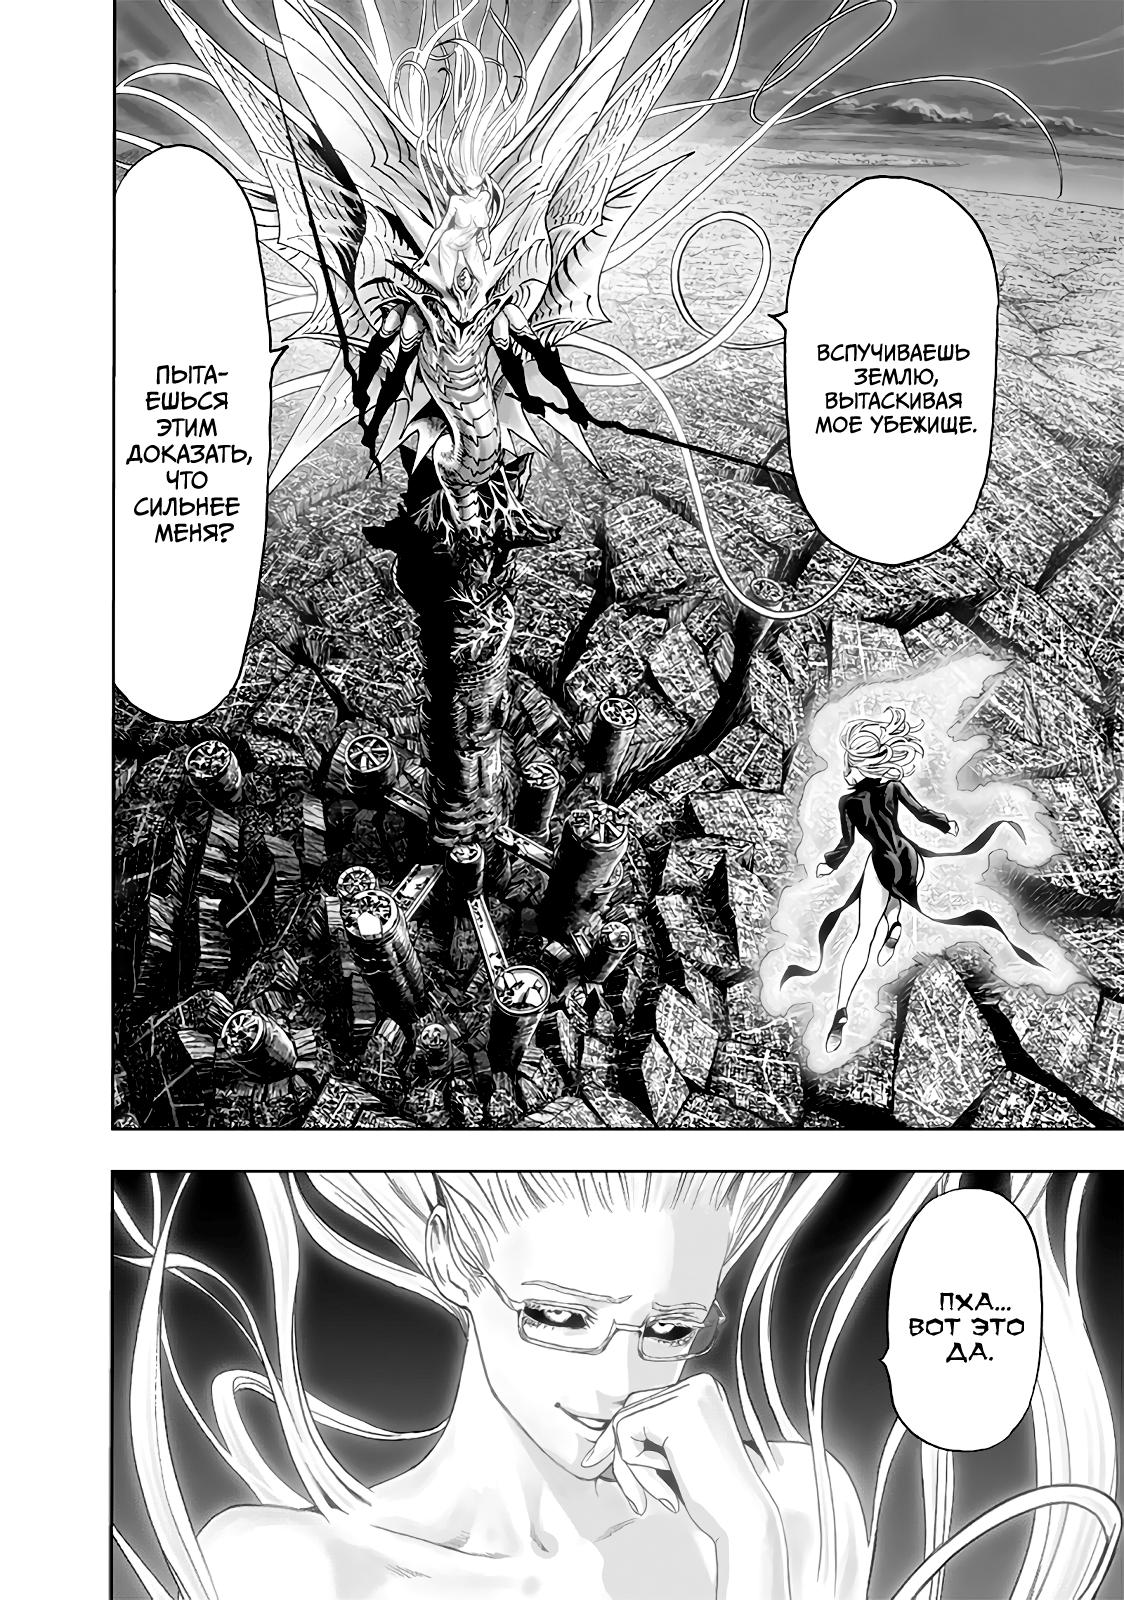 ВСПУЧИВАЕШЬ
ЗЕМЛЮ,
ВЫТАСКИВАЯ
МОЕ УБЕЖИЩЕ.
ПЫТА-
ЕШЬСЯ
ЭТИМ
ДОКАЗАТЬ,
ЧТО
СИЛЬНЕЕ
МЕНЯ?
ПХА...
ВОТ ЭТО
ДА.